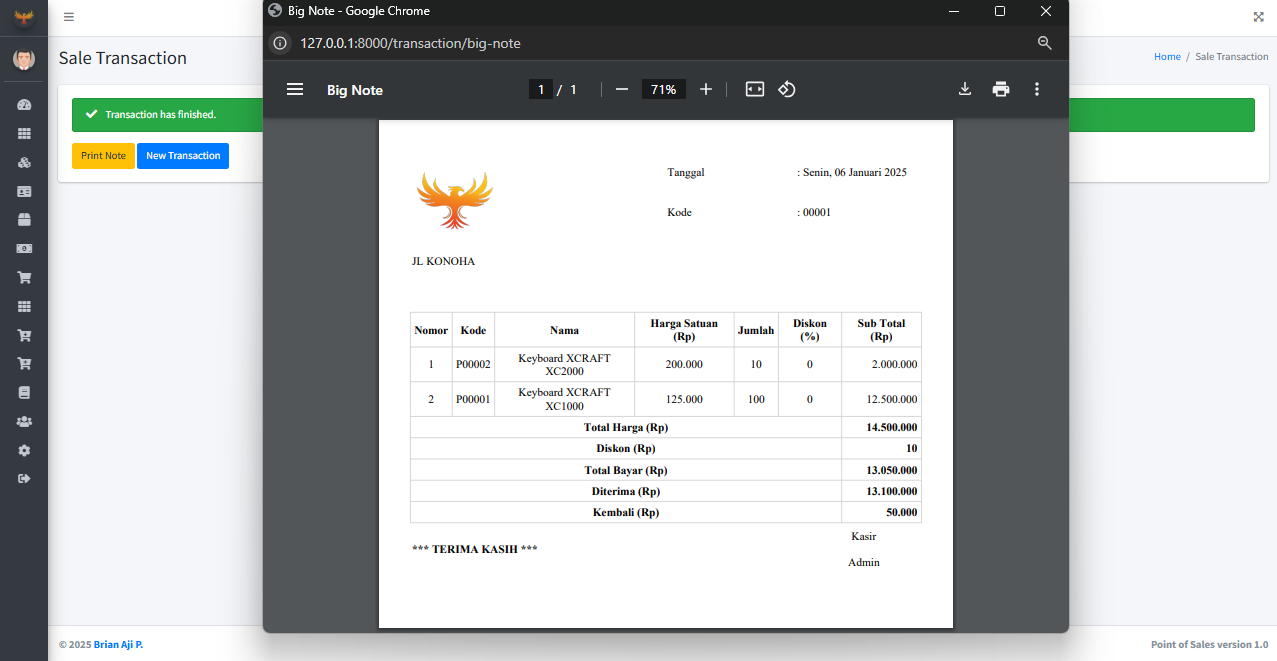 Big Note - Google Chrome
127.0.0.1:8000/transaction/big-note
Big Note
1 / 1
71%
Sale Transaction
Home / Sale Transaction
Transaction has finished.
Print Note
New Transaction
Tanggal : Senin, 06 Januari 2025
Kode : 00001
JL KONOHA
Nomor Kode Nama Harga Satuan (Rp) Jumlah Diskon (%) Sub Total (Rp)
1 P00002 Keyboard XCRAFT XC2000 200.000 10 0 2.000.000
2 P00001 Keyboard XCRAFT XC1000 125.000 100 0 12.500.000
Total Harga (Rp) 14.500.000
Diskon (Rp) 10
Total Bayar (Rp) 13.050.000
Diterima (Rp) 13.100.000
Kembali (Rp) 50.000
Kasir
*** TERIMA KASIH ***
Admin
© 2025 Brian Aji P.
Point of Sales version 1.0